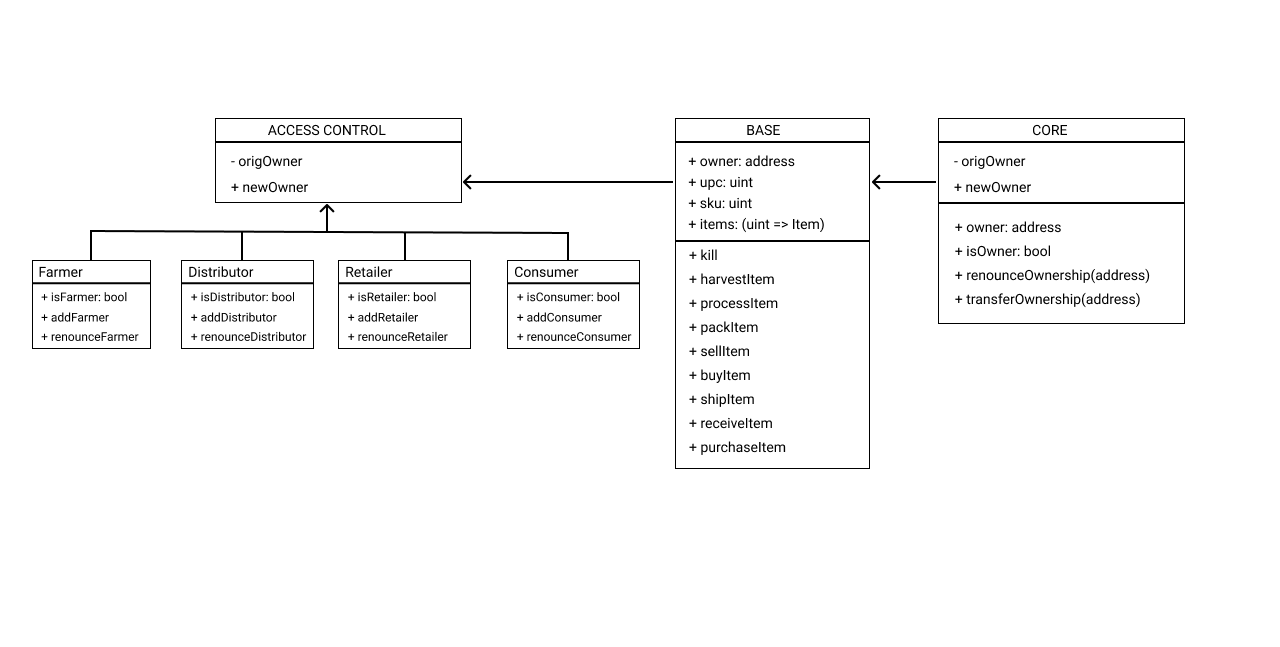 ACCESS CONTROL
- origOwner
+ newOwner
Farmer
+ isFarmer: bool
+ addFarmer
+ renounceFarmer
Distributor
+ isDistributor: bool
+ addDistributor
+ renounceDistributor
Retailer
+ isRetailer: bool
+ addRetailer
+ renounceRetailer
Consumer
+ isConsumer: bool
+ addConsumer
+ renounceConsumer
BASE
+ owner: address
+ upc: uint
+ sku: uint
+ items: (uint => Item)
+ kill
+ harvestItem
+ processItem
+ packItem
+ sellItem
+ buyItem
+ shipItem
+ receiveItem
+ purchaseItem
CORE
- origOwner
+ newOwner
+ owner: address
+ isOwner: bool
+ renounceOwnership(address)
+ transferOwnership(address)